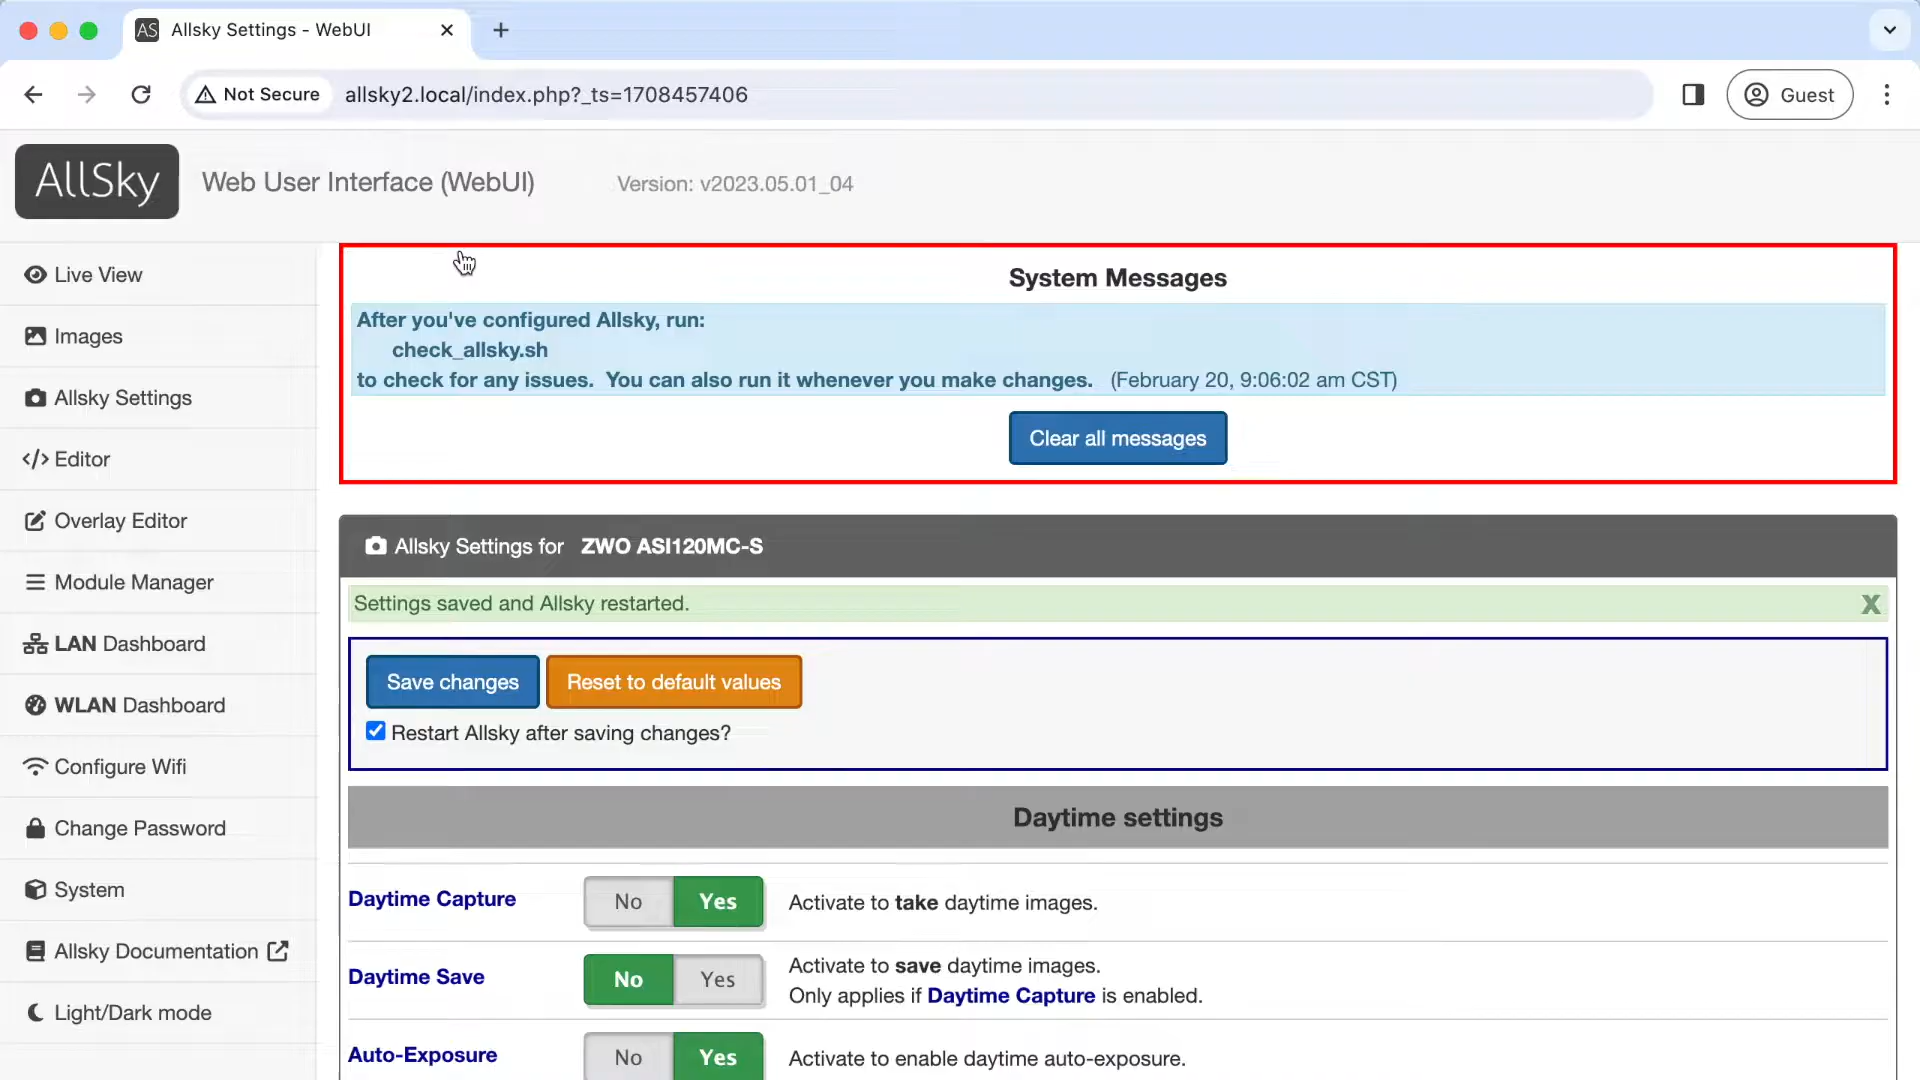 AS Allsky Settings - WebUI
Not Secure allsky2.local/index.php?_ts=1708457406 Guest
AllSky Web User Interface (WebUI) Version: v2023.05.01_04
Live View
Images
Allsky Settings
Editor
Overlay Editor
Module Manager
LAN Dashboard
WLAN Dashboard
Configure Wifi
Change Password
System
Allsky Documentation
Light/Dark mode
System Messages
After you've configured Allsky, run:
check_allsky.sh
to check for any issues. You can also run it whenever you make changes. (February 20, 9:06:02 am CST)
Clear all messages
Allsky Settings for ZWO ASI120MC-S
Settings saved and Allsky restarted. X
Save changes Reset to default values
Restart Allsky after saving changes?
Daytime settings
Daytime Capture No Yes Activate to take daytime images.
Daytime Save No Yes Activate to save daytime images.
Only applies if Daytime Capture is enabled.
Auto-Exposure No Yes Activate to enable daytime auto-exposure.